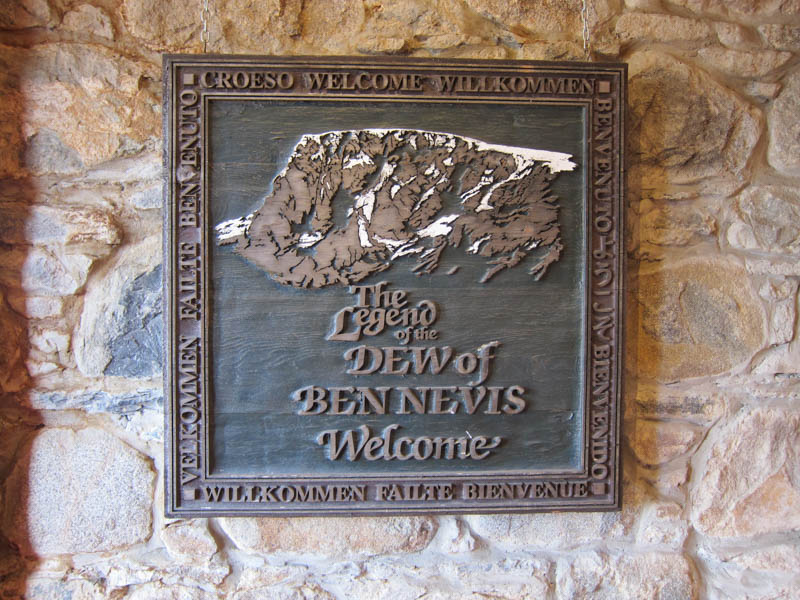 CROESO WELCOME WILLKOMMEN
BENVENUTO
BIENVENIDO
WILLKOMMEN FAILTE BIENVENUE
VELKOMMEN FAILTE BENVENUTO
The
Legend
of the
DEW of
BEN NEVIS
Welcome